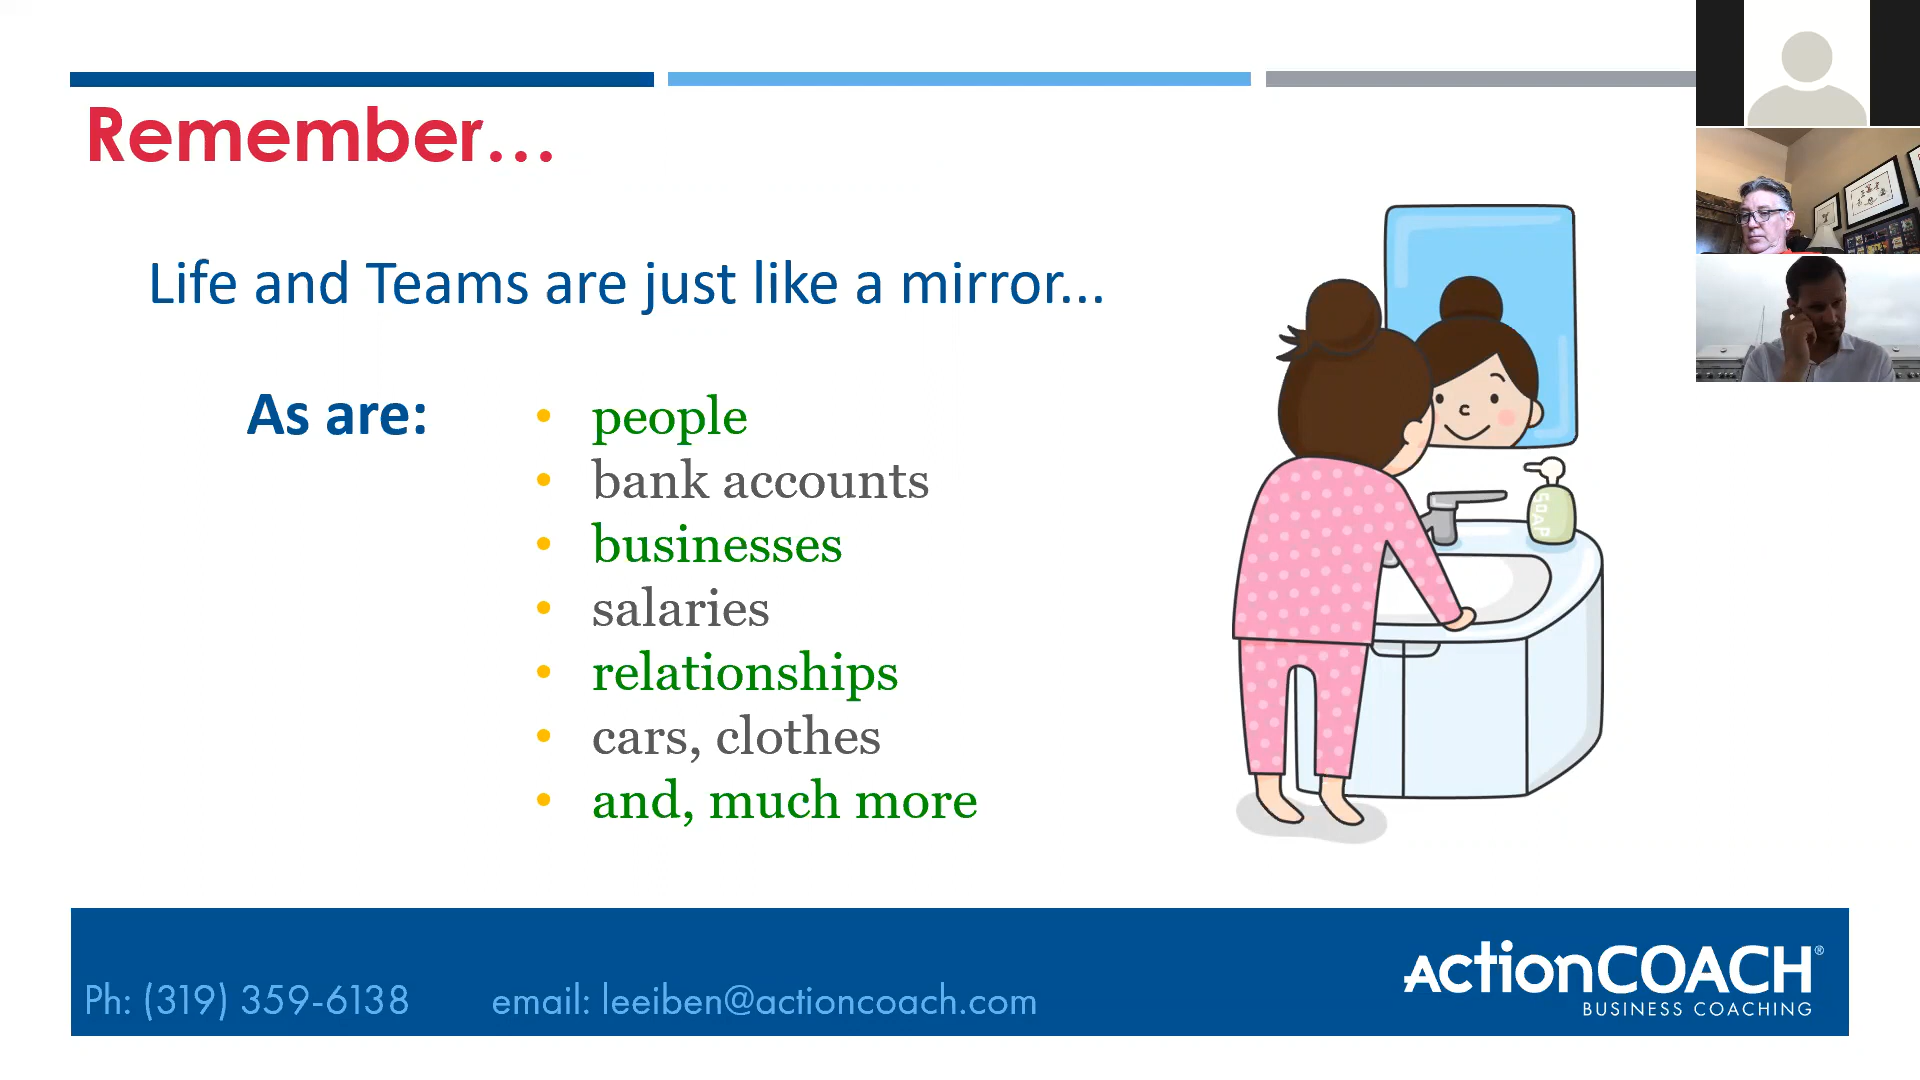 Remember...
Life and Teams are just like a mirror...
As are:
• people
• bank accounts
• businesses
• salaries
• relationships
• cars, clothes
• and, much more
SOAP
Ph: (319) 359-6138 email: leeiben@actioncoach.com
ActionCOACH®
BUSINESS COACHING